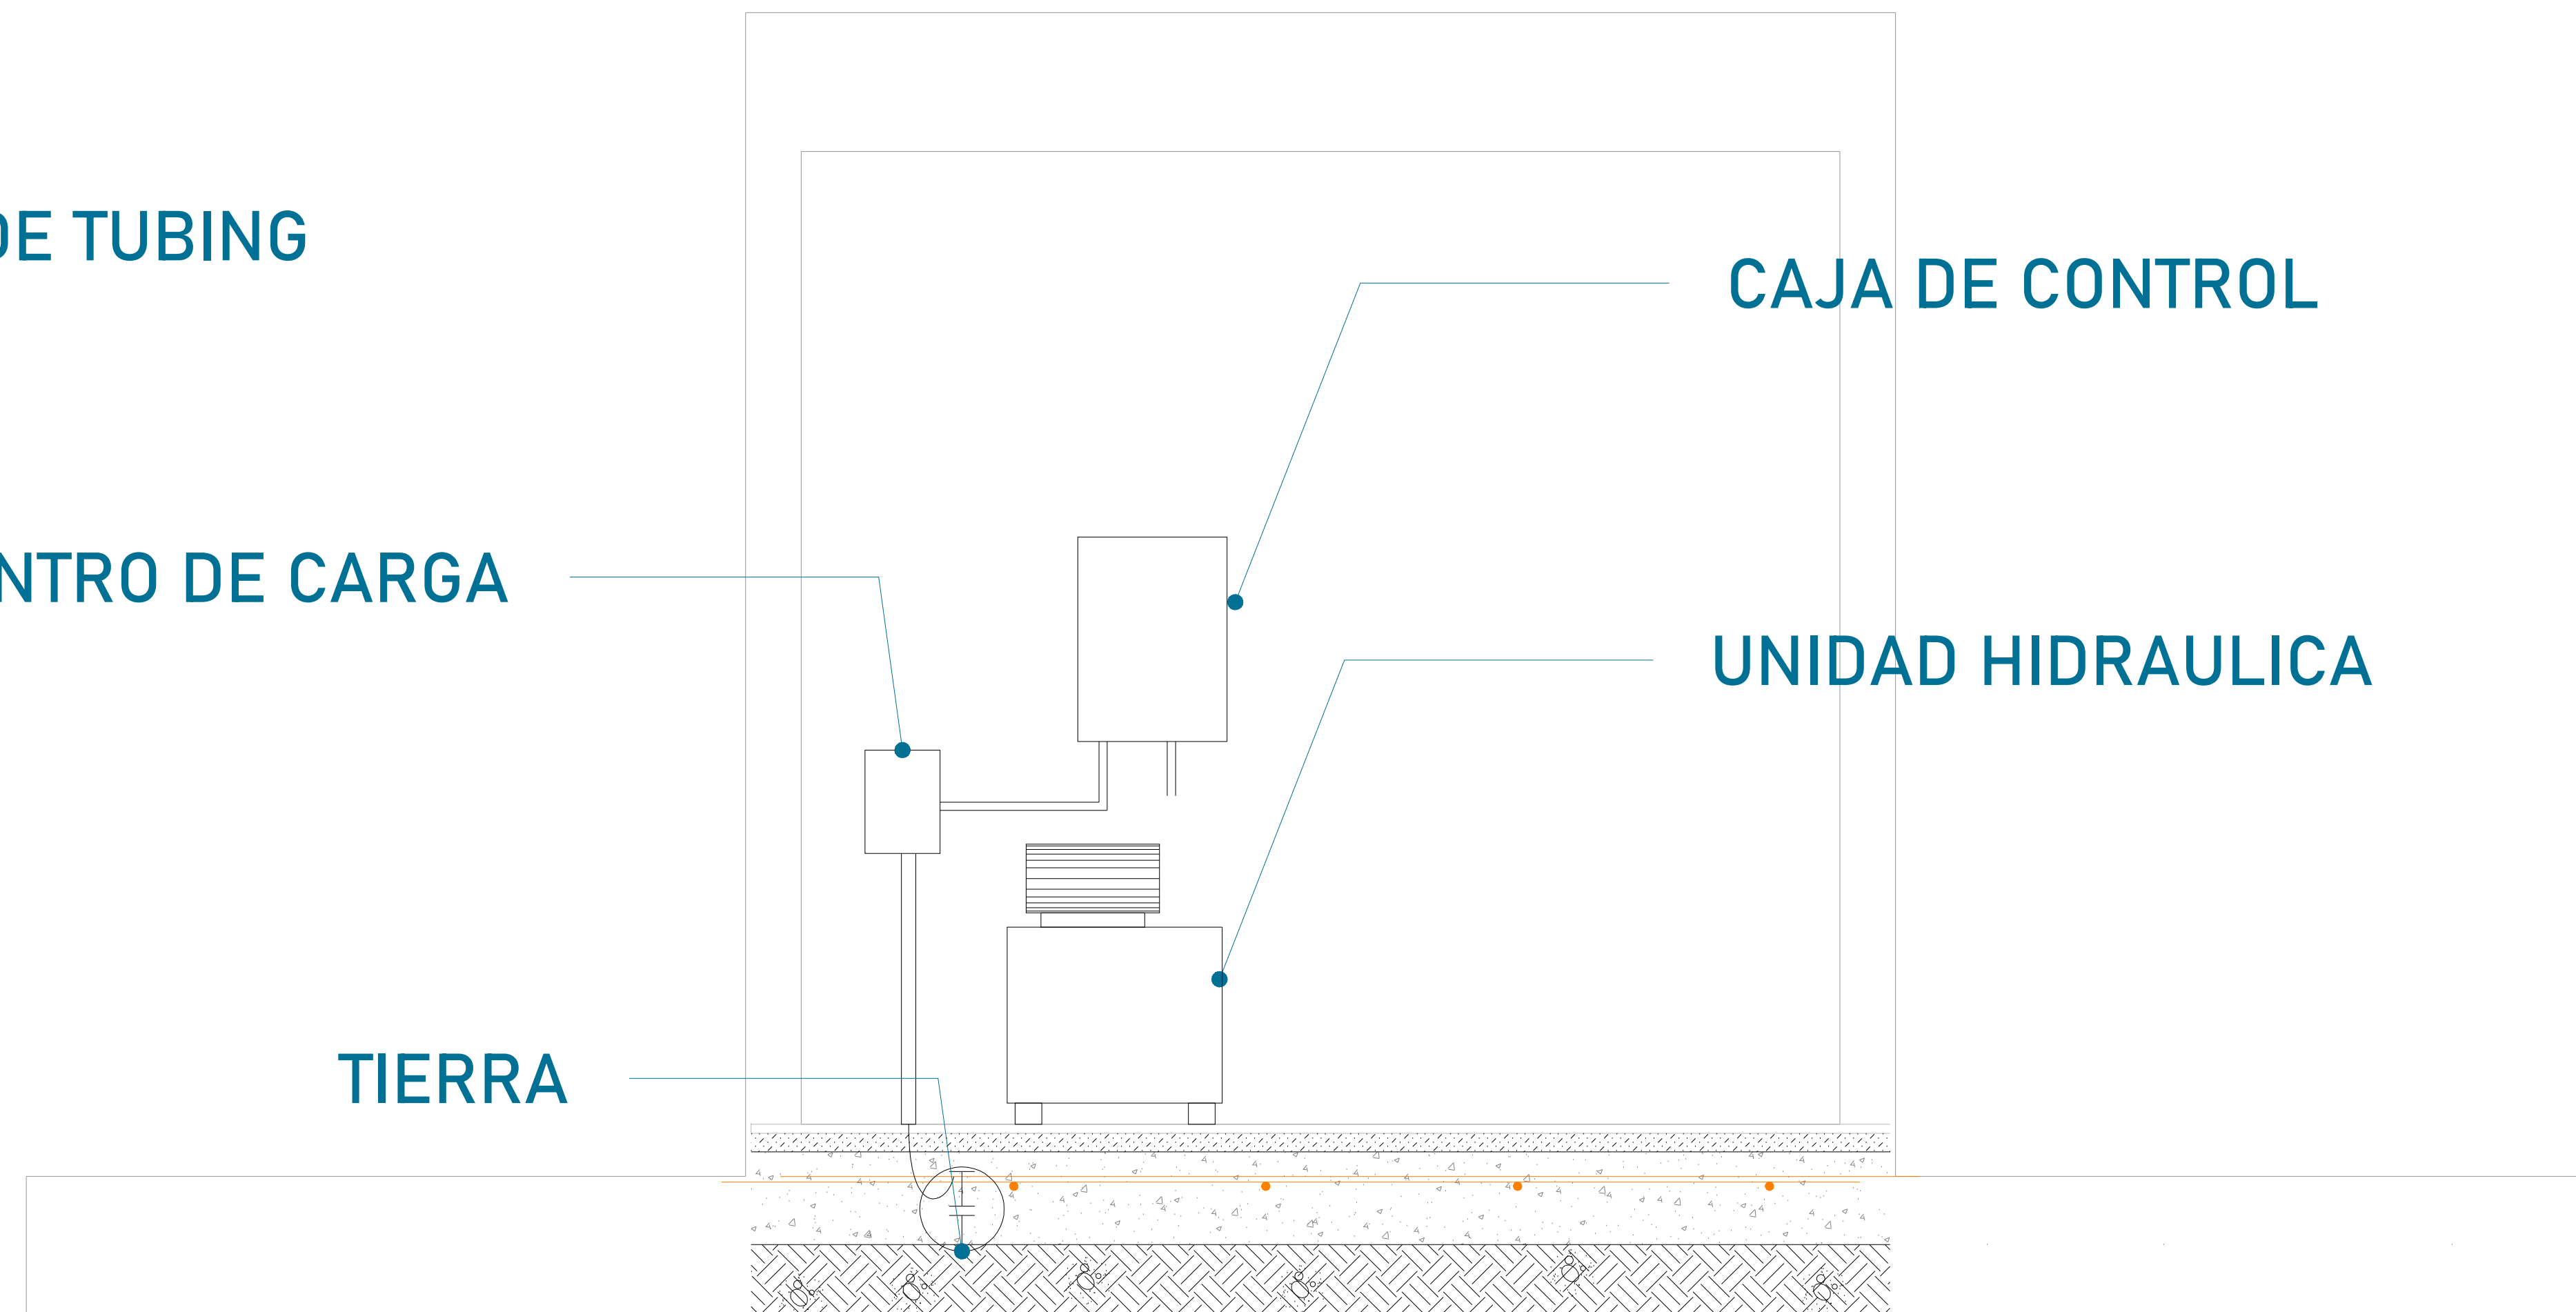 DE TUBING
CAJA DE CONTROL
NTRO DE CARGA
UNIDAD HIDRAULICA
TIERRA